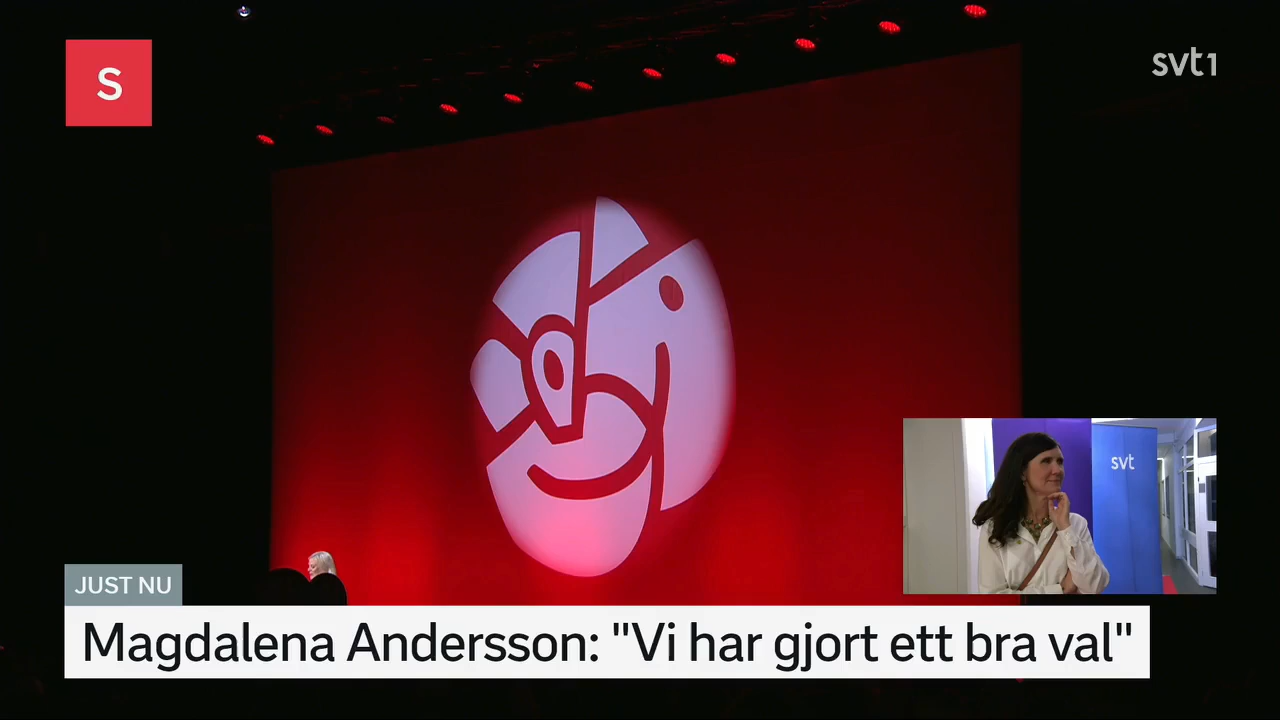 S
svt1
svt
JUST NU
Magdalena Andersson: "Vi har gjort ett bra val"